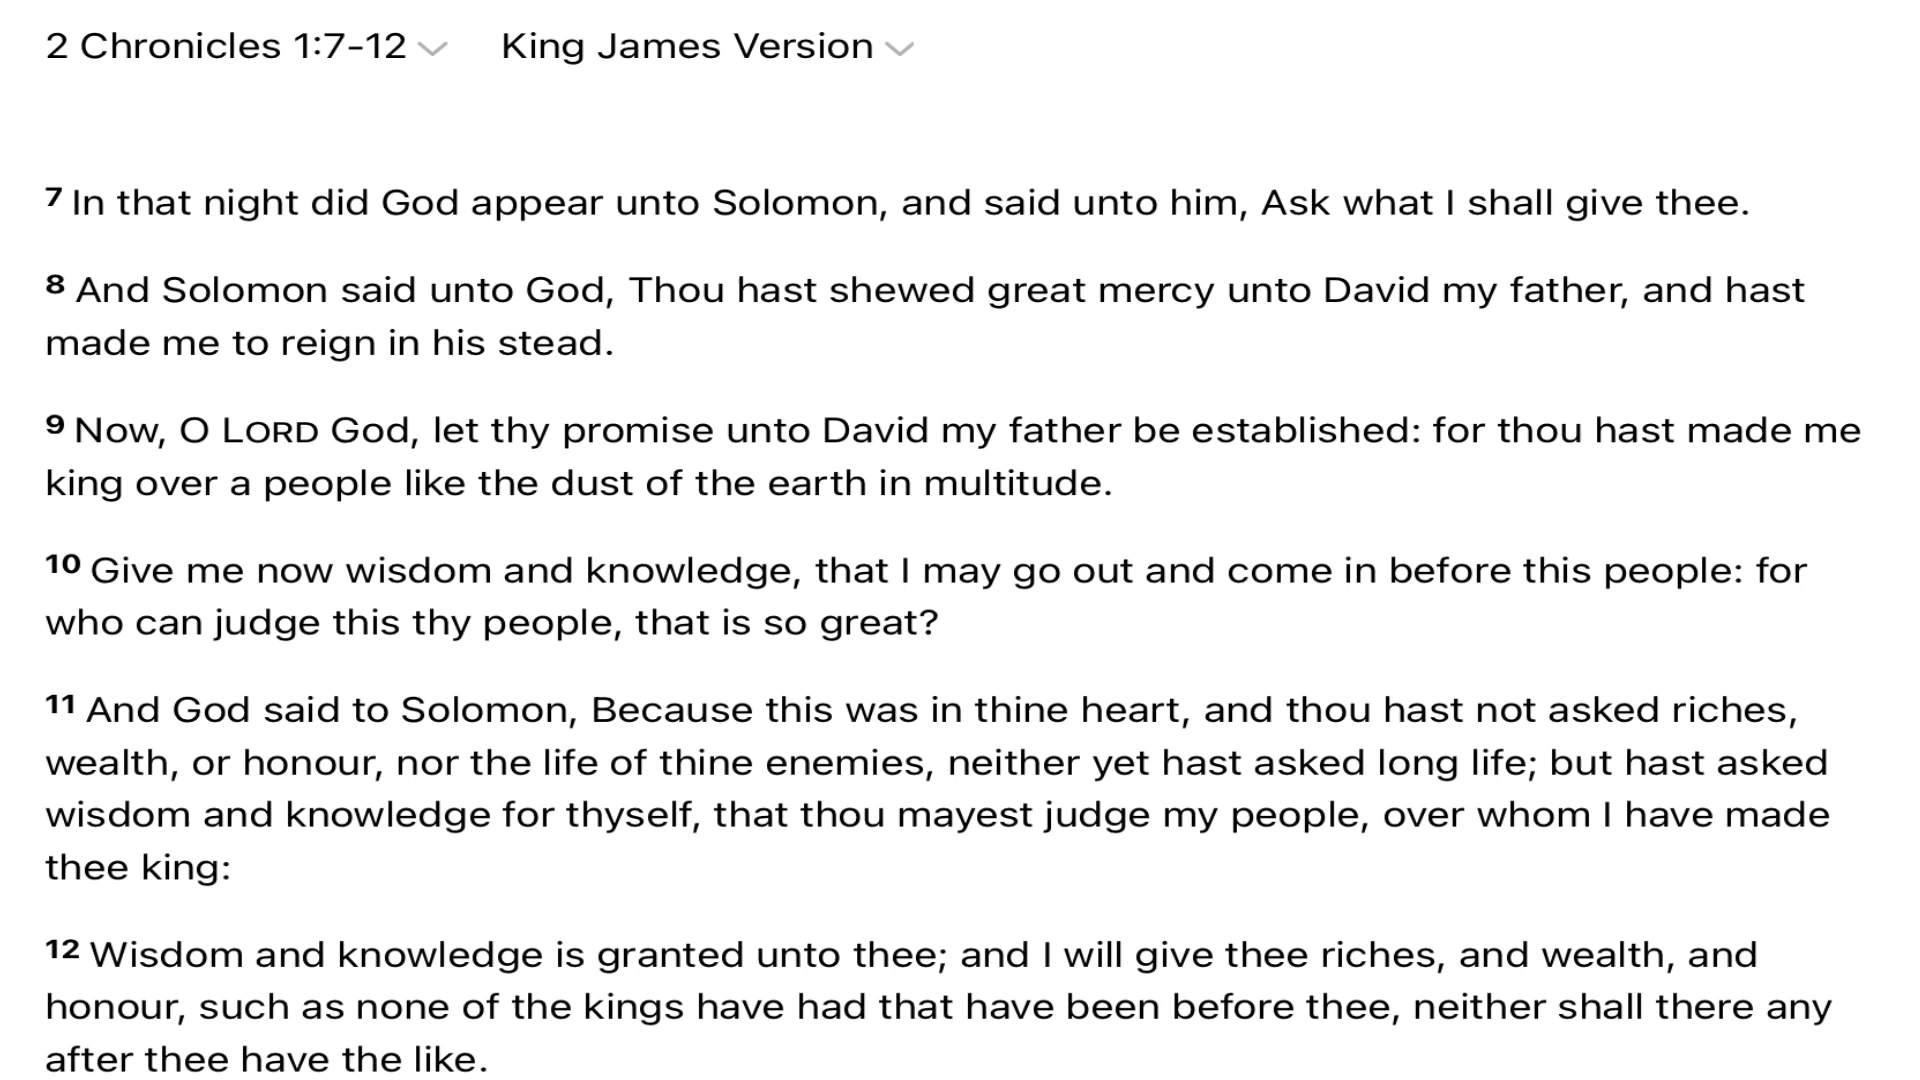 2 Chronicles 1:7-12 King James Version
7 In that night did God appear unto Solomon, and said unto him, Ask what I shall give thee.
8 And Solomon said unto God, Thou hast shewed great mercy unto David my father, and hast
made me to reign in his stead.
9 Now, O LORD God, let thy promise unto David my father be established: for thou hast made me
king over a people like the dust of the earth in multitude.
10 Give me now wisdom and knowledge, that I may go out and come in before this people: for
who can judge this thy people, that is so great?
11 And God said to Solomon, Because this was in thine heart, and thou hast not asked riches,
wealth, or honour, nor the life of thine enemies, neither yet hast asked long life; but hast asked
wisdom and knowledge for thyself, that thou mayest judge my people, over whom I have made
thee king:
12 Wisdom and knowledge is granted unto thee; and I will give thee riches, and wealth, and
honour, such as none of the kings have had that have been before thee, neither shall there any
after thee have the like.